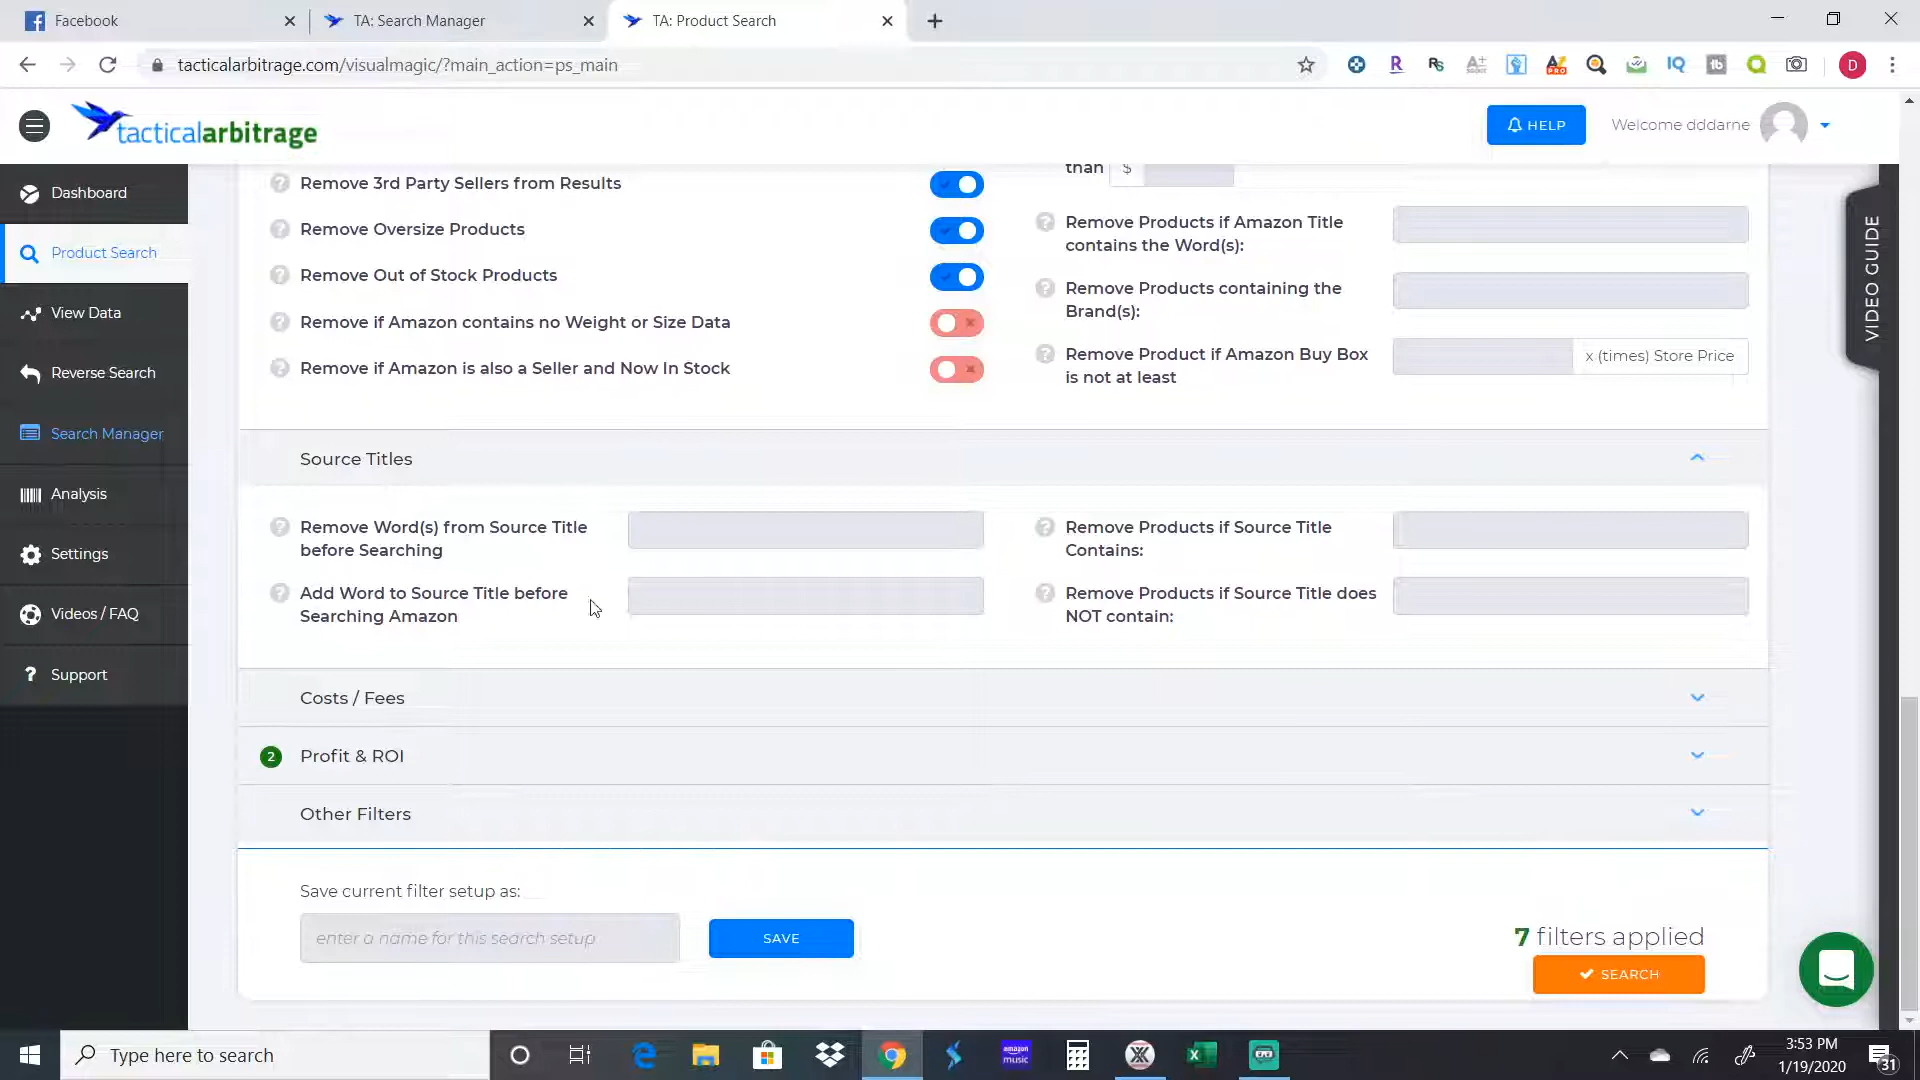 Facebook
TA: Search Manager
TA: Product Search
tacticalarbitrage.com/visualmagic/?main_action=ps_main
tacticalarbitrage
HELP
Welcome dddarne
Dashboard
Product Search
View Data
Reverse Search
Search Manager
Analysis
Settings
Videos / FAQ
Support
VIDEO GUIDE
Remove 3rd Party Sellers from Results
Remove Oversize Products
Remove Out of Stock Products
Remove if Amazon contains no Weight or Size Data
Remove if Amazon is also a Seller and Now In Stock
than $
Remove Products if Amazon Title
contains the Word(s):
Remove Products containing the
Brand(s):
Remove Product if Amazon Buy Box
is not at least
x (times) Store Price
Source Titles
Remove Word(s) from Source Title
before Searching
Add Word to Source Title before
Searching Amazon
Remove Products if Source Title
Contains:
Remove Products if Source Title does
NOT contain:
Costs / Fees
2 Profit & ROI
Other Filters
Save current filter setup as:
enter a name for this search setup
SAVE
7 filters applied
SEARCH
Type here to search
amazon
music
3:53 PM
1/19/2020
31